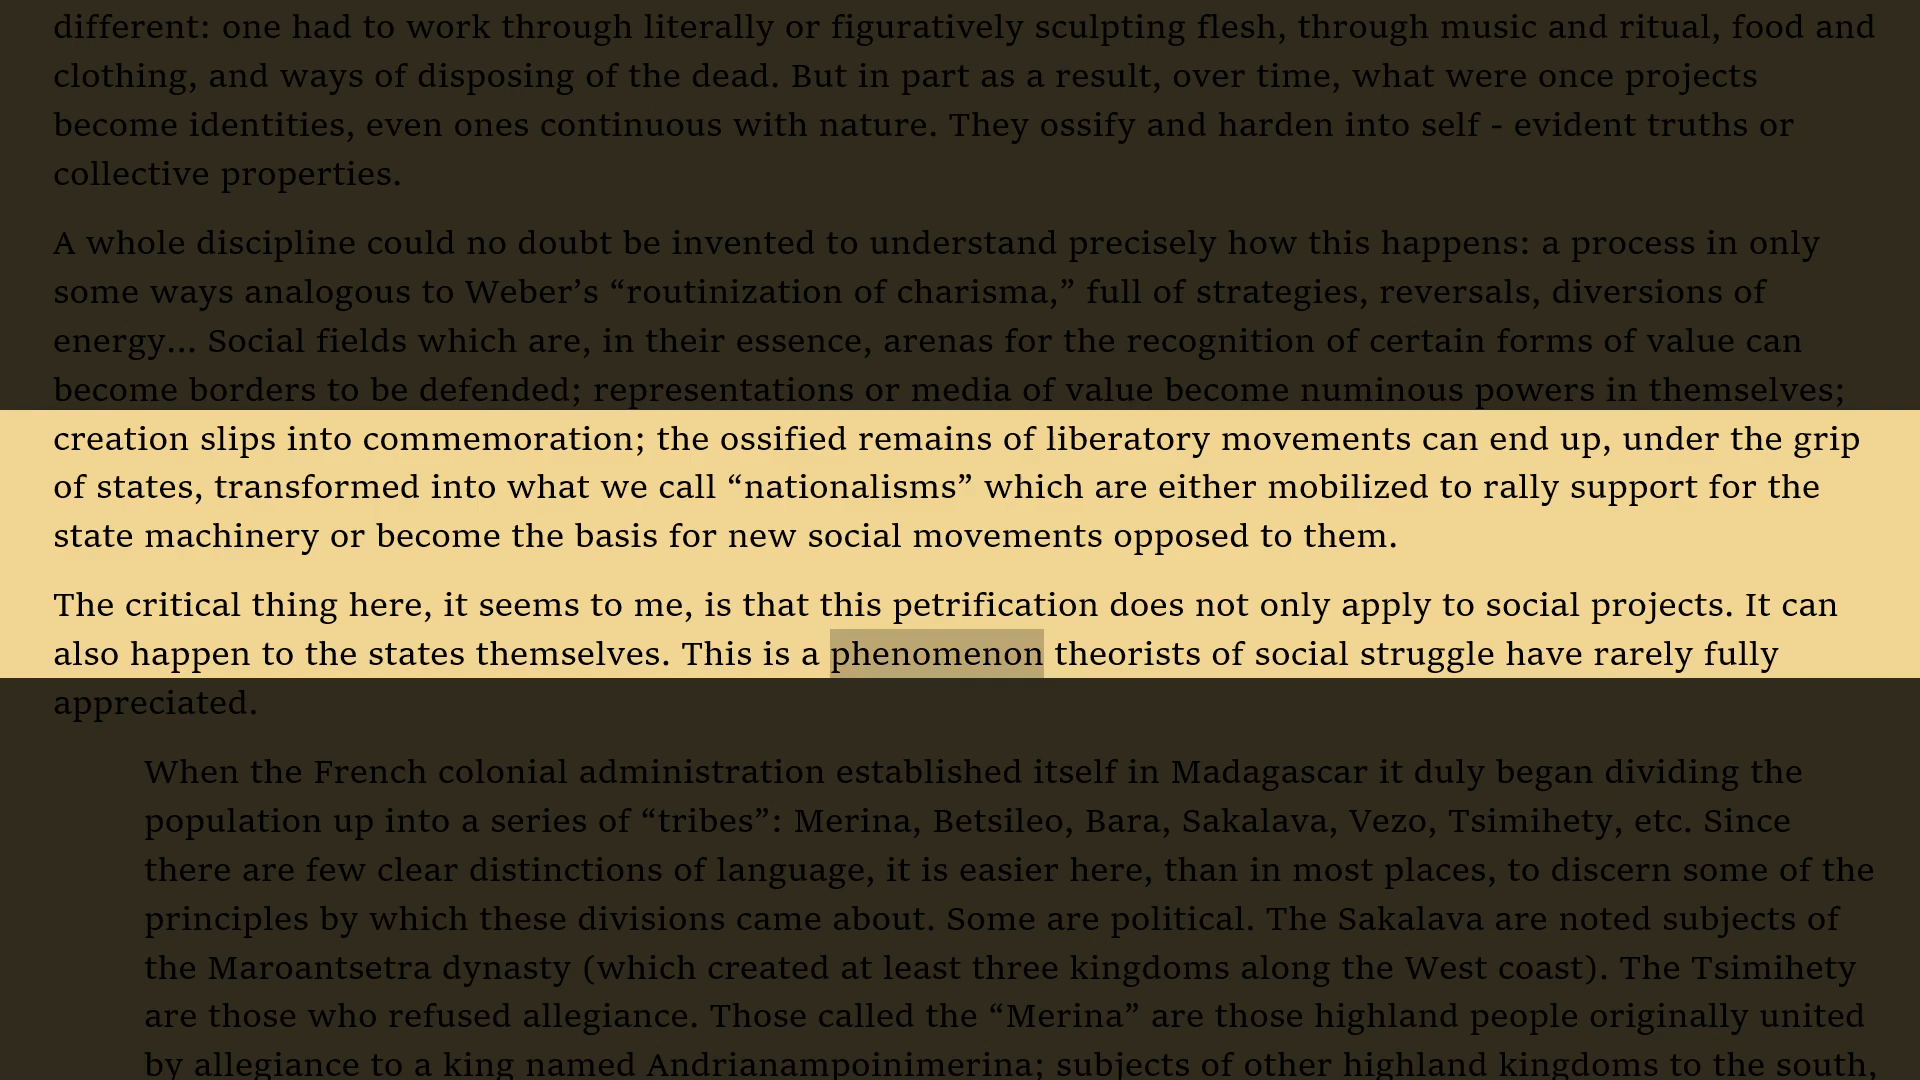 different: one had to work through literally or figuratively sculpting flesh, through music and ritual, food and
clothing, and ways of disposing of the dead. But in part as a result, over time, what were once projects
become identities, even ones continuous with nature. They ossify and harden into self - evident truths or
collective properties.
A whole discipline could no doubt be invented to understand precisely how this happens: a process in only
some ways analogous to Weber’s “routinization of charisma,” full of strategies, reversals, diversions of
energy... Social fields which are, in their essence, arenas for the recognition of certain forms of value can
become borders to be defended; representations or media of value become numinous powers in themselves;
creation slips into commemoration; the ossified remains of liberatory movements can end up, under the grip
of states, transformed into what we call “nationalisms” which are either mobilized to rally support for the
state machinery or become the basis for new social movements opposed to them.
The critical thing here, it seems to me, is that this petrification does not only apply to social projects. It can
also happen to the states themselves. This is a phenomenon theorists of social struggle have rarely fully
appreciated.
When the French colonial administration established itself in Madagascar it duly began dividing the
population up into a series of “tribes”: Merina, Betsileo, Bara, Sakalava, Vezo, Tsimihety, etc. Since
there are few clear distinctions of language, it is easier here, than in most places, to discern some of the
principles by which these divisions came about. Some are political. The Sakalava are noted subjects of
the Maroantsetra dynasty (which created at least three kingdoms along the West coast). The Tsimihety
are those who refused allegiance. Those called the “Merina” are those highland people originally united
by allegiance to a king named Andrianampoinimerina; subjects of other highland kingdoms to the south,